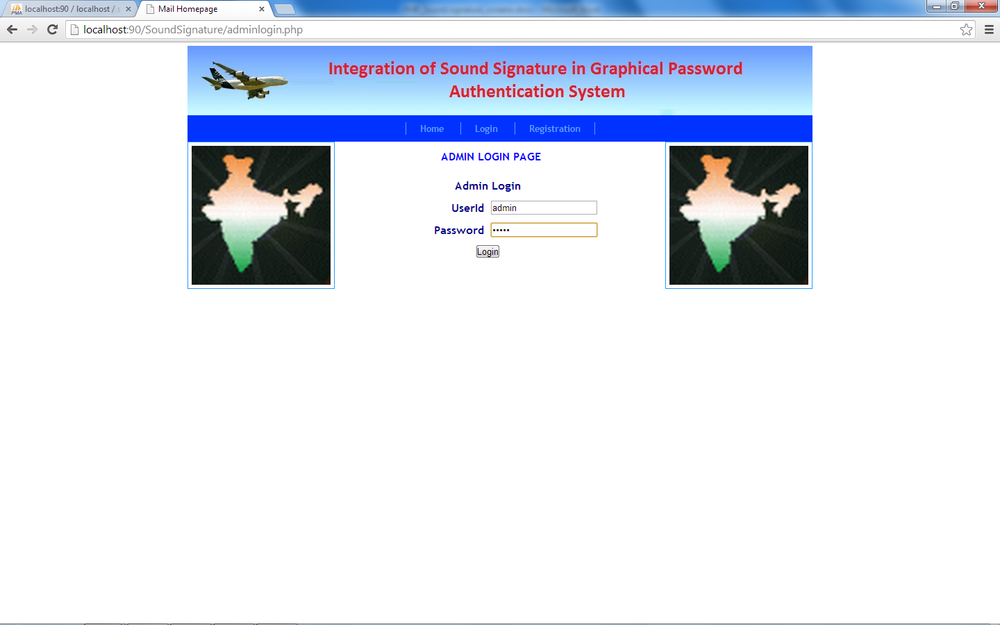 localhost:90 / localhost / s
Mail Homepage
localhost:90/SoundSignature/adminlogin.php
Integration of Sound Signature in Graphical Password
Authentication System
Home
Login
Registration
ADMIN LOGIN PAGE
Admin Login
UserId admin
Password •••••
Login